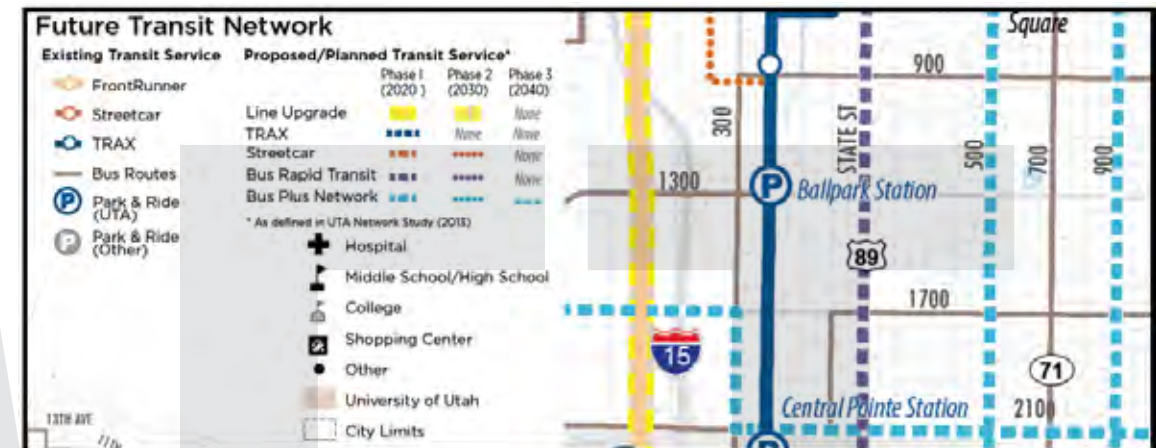 Future Transit Network
Existing Transit Service
Proposed/Planned Transit Service*
Phase 1 Phase 2 Phase 3
(2020 ) (2030) (2040)
FrontRunner
Streetcar
TRAX
Bus Routes
P Park & Ride
(UTA)
P Park & Ride
(Other)
Line Upgrade None
TRAX None None
Streetcar None
Bus Rapid Transit None
Bus Plus Network
* As defined in UTA Network Study (2013)
Hospital
Middle School/High School
College
Shopping Center
Other
University of Utah
City Limits
13TH AVE
11TH
Square
900
300
STATE ST
500
700
900
1300
P Ballpark Station
89
1700
15
71
Central Pointe Station
2100
P